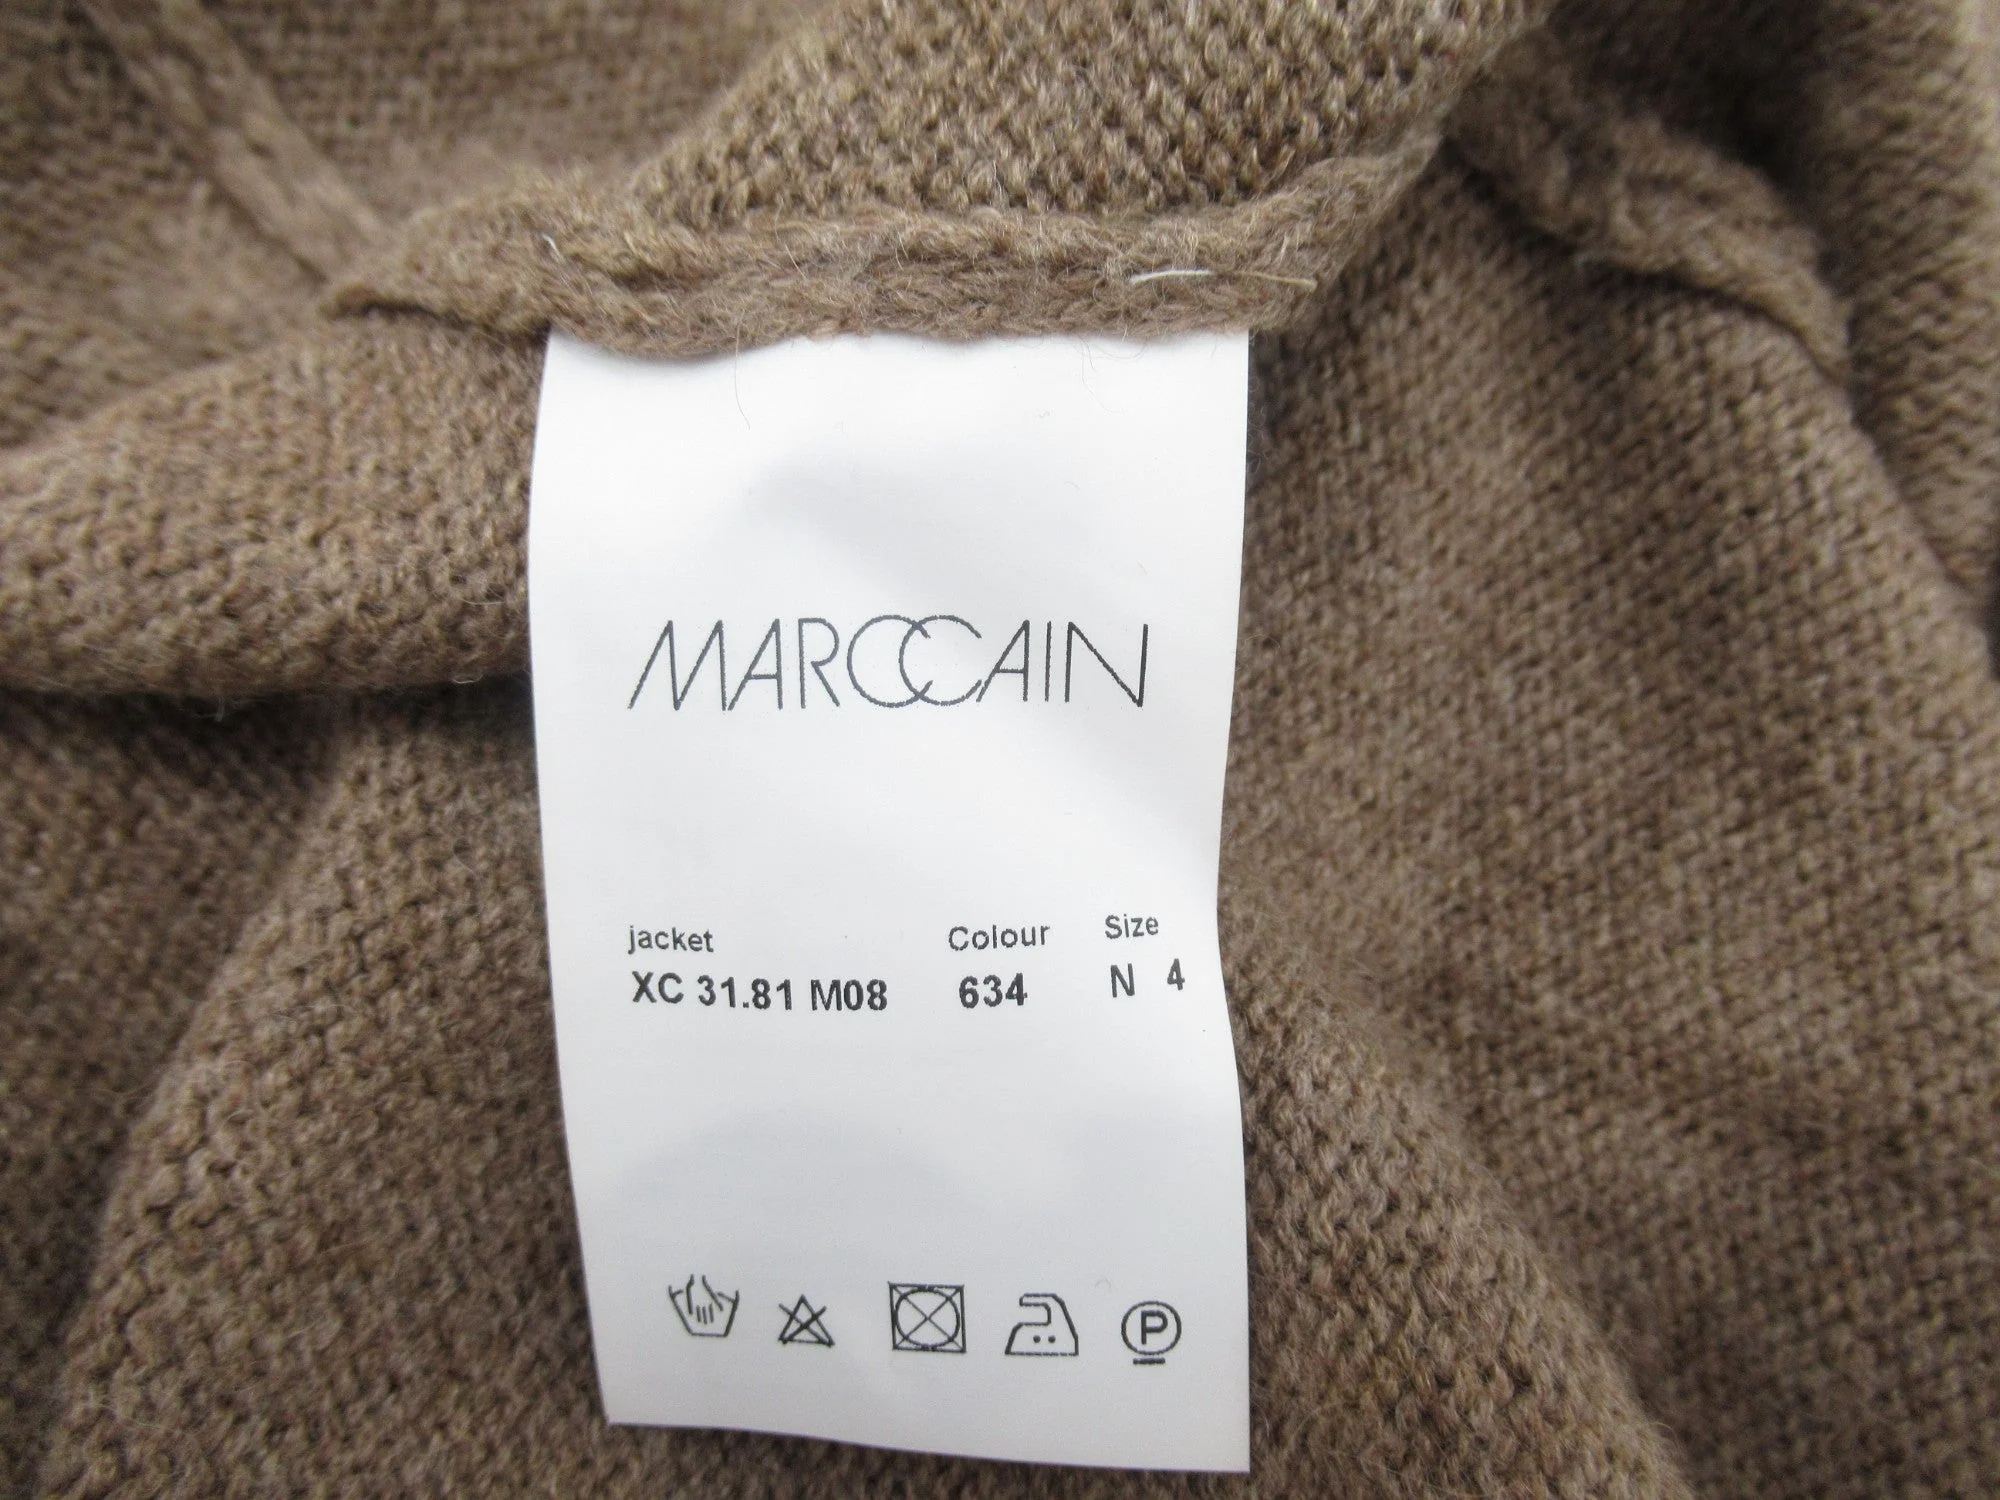 MARCCAIN
jacket Colour Size
XC 31.81 M08 634 N 4
P